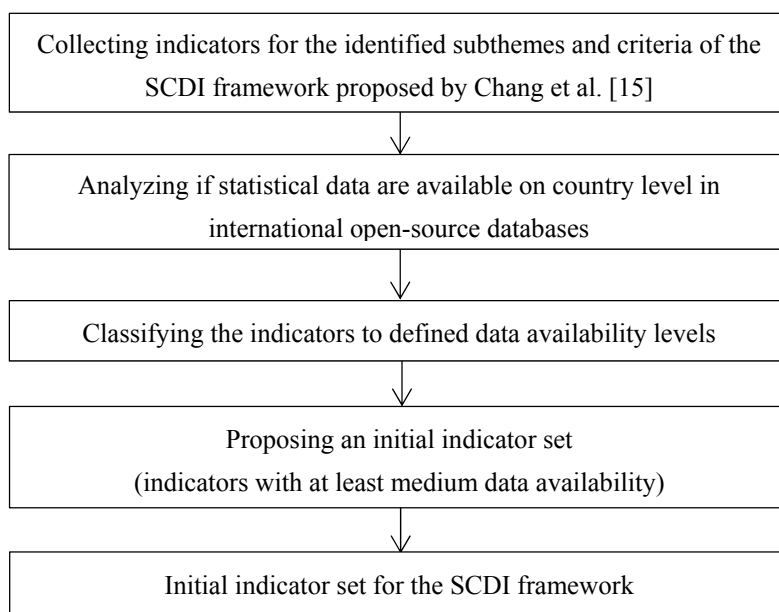 Collecting indicators for the identified subthemes and criteria of the
SCDI framework proposed by Chang et al. [15]
Analyzing if statistical data are available on country level in
international open-source databases
Classifying the indicators to defined data availability levels
Proposing an initial indicator set
(indicators with at least medium data availability)
Initial indicator set for the SCDI framework